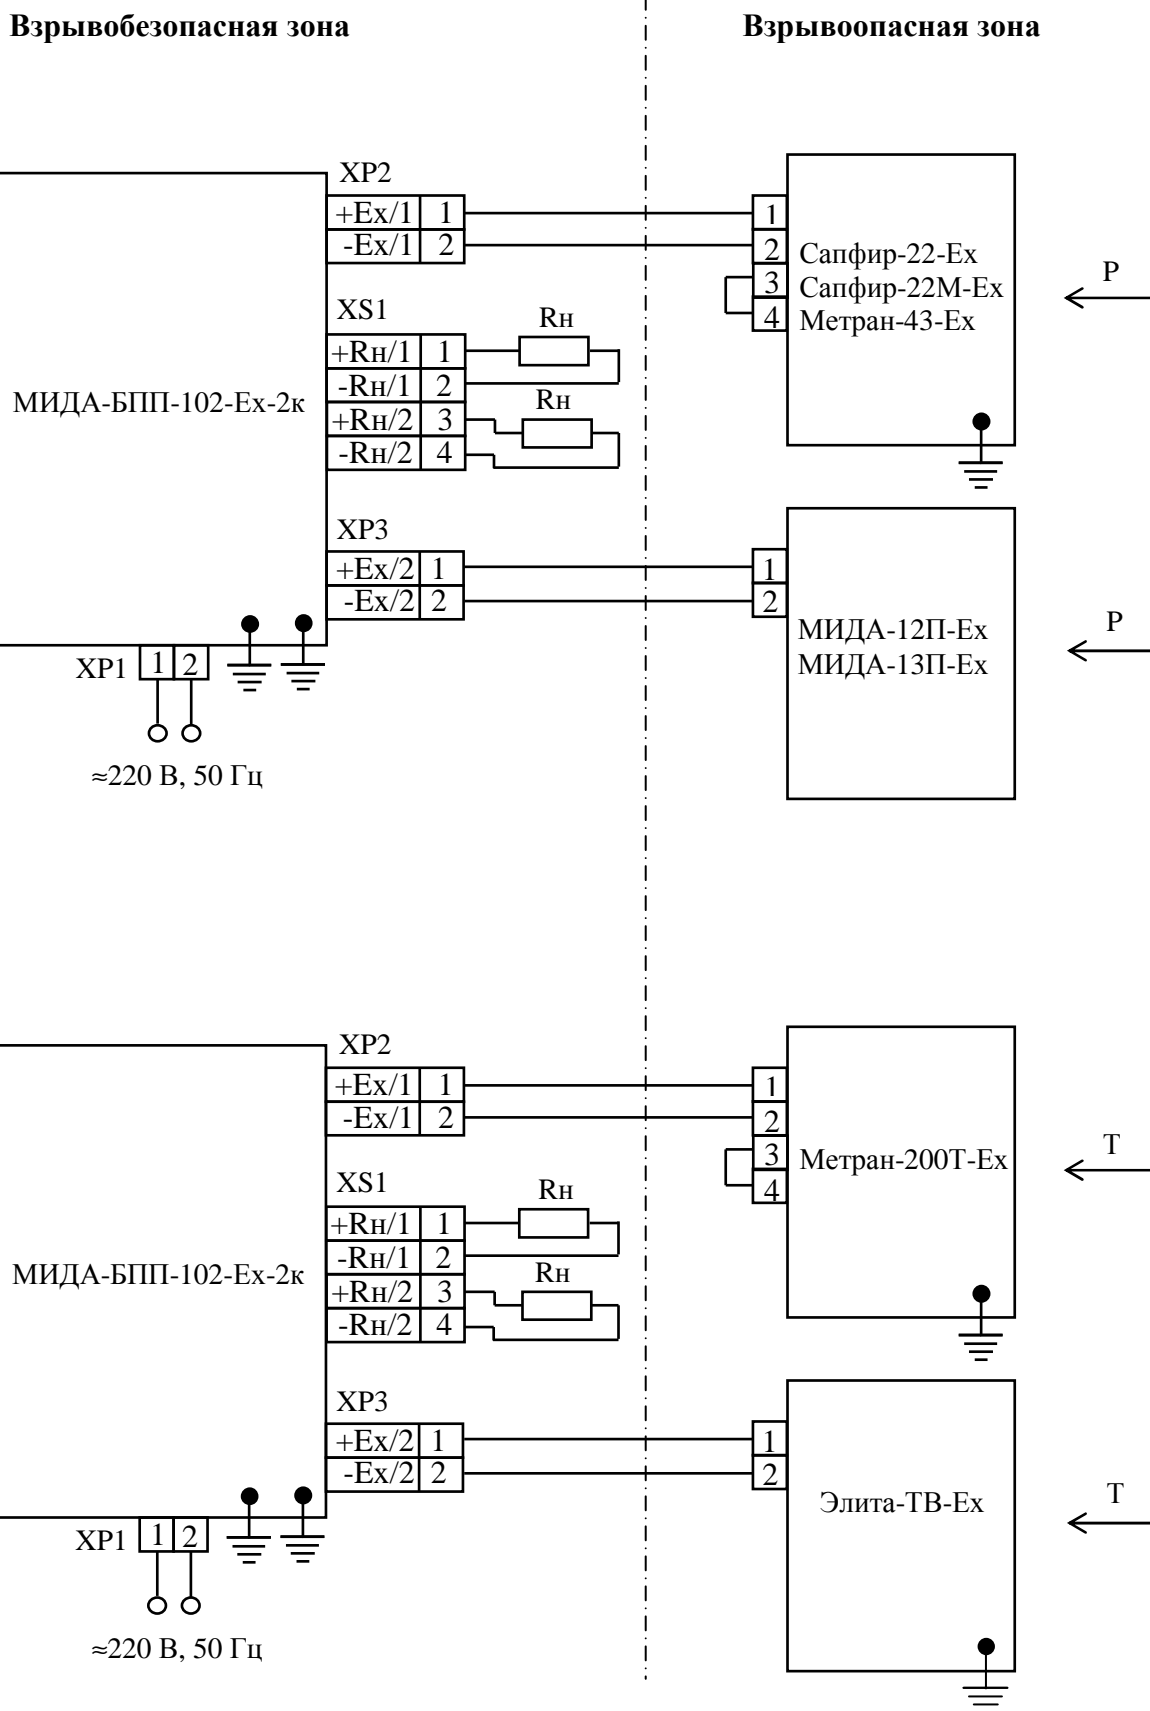 Взрывобезопасная зона
Взрывоопасная зона
XP2
+Ex/1 1
-Ex/1 2
XS1
+Rн/1 1
-Rн/1 2
+Rн/2 3
-Rн/2 4
Rн
Rн
МИДА-БПП-102-Ex-2к
XP3
+Ex/2 1
-Ex/2 2
XP1 1 2
≈220 В, 50 Гц
1
2
3
4
Сапфир-22-Ex
Сапфир-22М-Ex
Метран-43-Ex
P
1
2
МИДА-12П-Ex
МИДА-13П-Ex
P
XP2
+Ex/1 1
-Ex/1 2
XS1
+Rн/1 1
-Rн/1 2
+Rн/2 3
-Rн/2 4
Rн
Rн
МИДА-БПП-102-Ex-2к
XP3
+Ex/2 1
-Ex/2 2
XP1 1 2
≈220 В, 50 Гц
1
2
3
4
Метран-200Т-Ex
T
1
2
Элита-ТВ-Ex
T